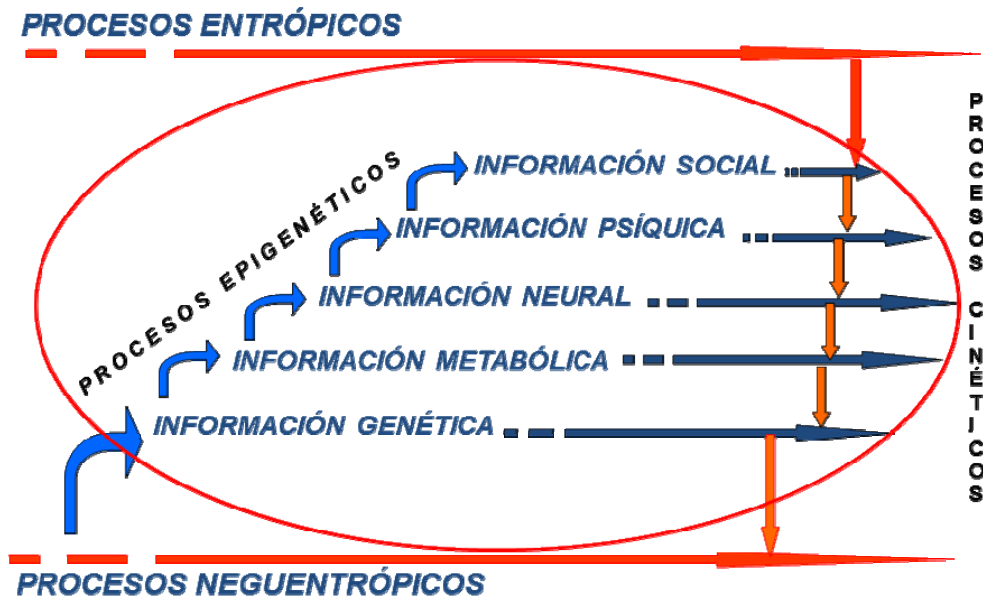 PROCESOS ENTRÓPICOS
PROCESOS CINÉTICOS
PROCESOS EPIGENÉTICOS
INFORMACIÓN SOCIAL
INFORMACIÓN PSÍQUICA
INFORMACIÓN NEURAL
INFORMACIÓN METABÓLICA
INFORMACIÓN GENÉTICA
PROCESOS NEGUENTRÓPICOS